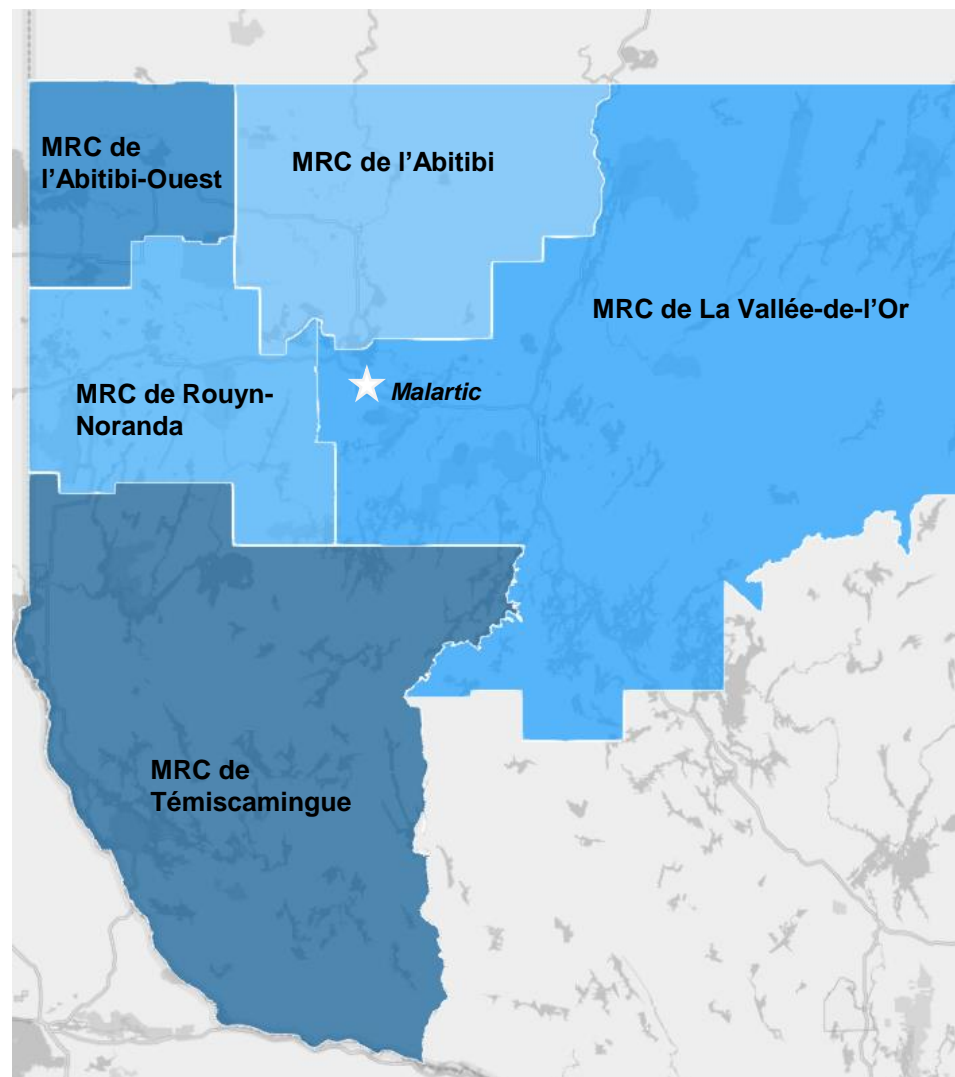 MRC de
l'Abitibi-Ouest
MRC de l'Abitibi
MRC de La Vallée-de-l'Or
Malartic
MRC de Rouyn-
Noranda
MRC de
Témiscamingue